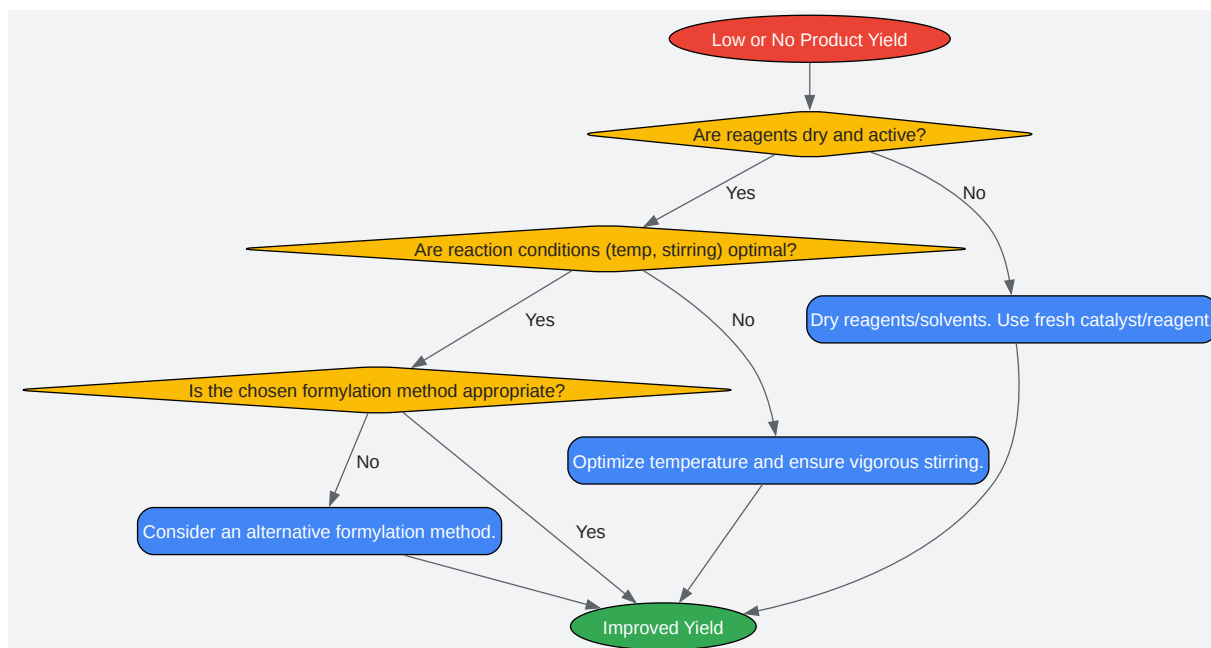 Low or No Product Yield
Are reagents dry and active?
Yes
No
Are reaction conditions (temp, stirring) optimal?
Yes
No
Dry reagents/solvents. Use fresh catalyst/reagent.
Is the chosen formylation method appropriate?
No
Optimize temperature and ensure vigorous stirring.
Consider an alternative formylation method.
Yes
Improved Yield